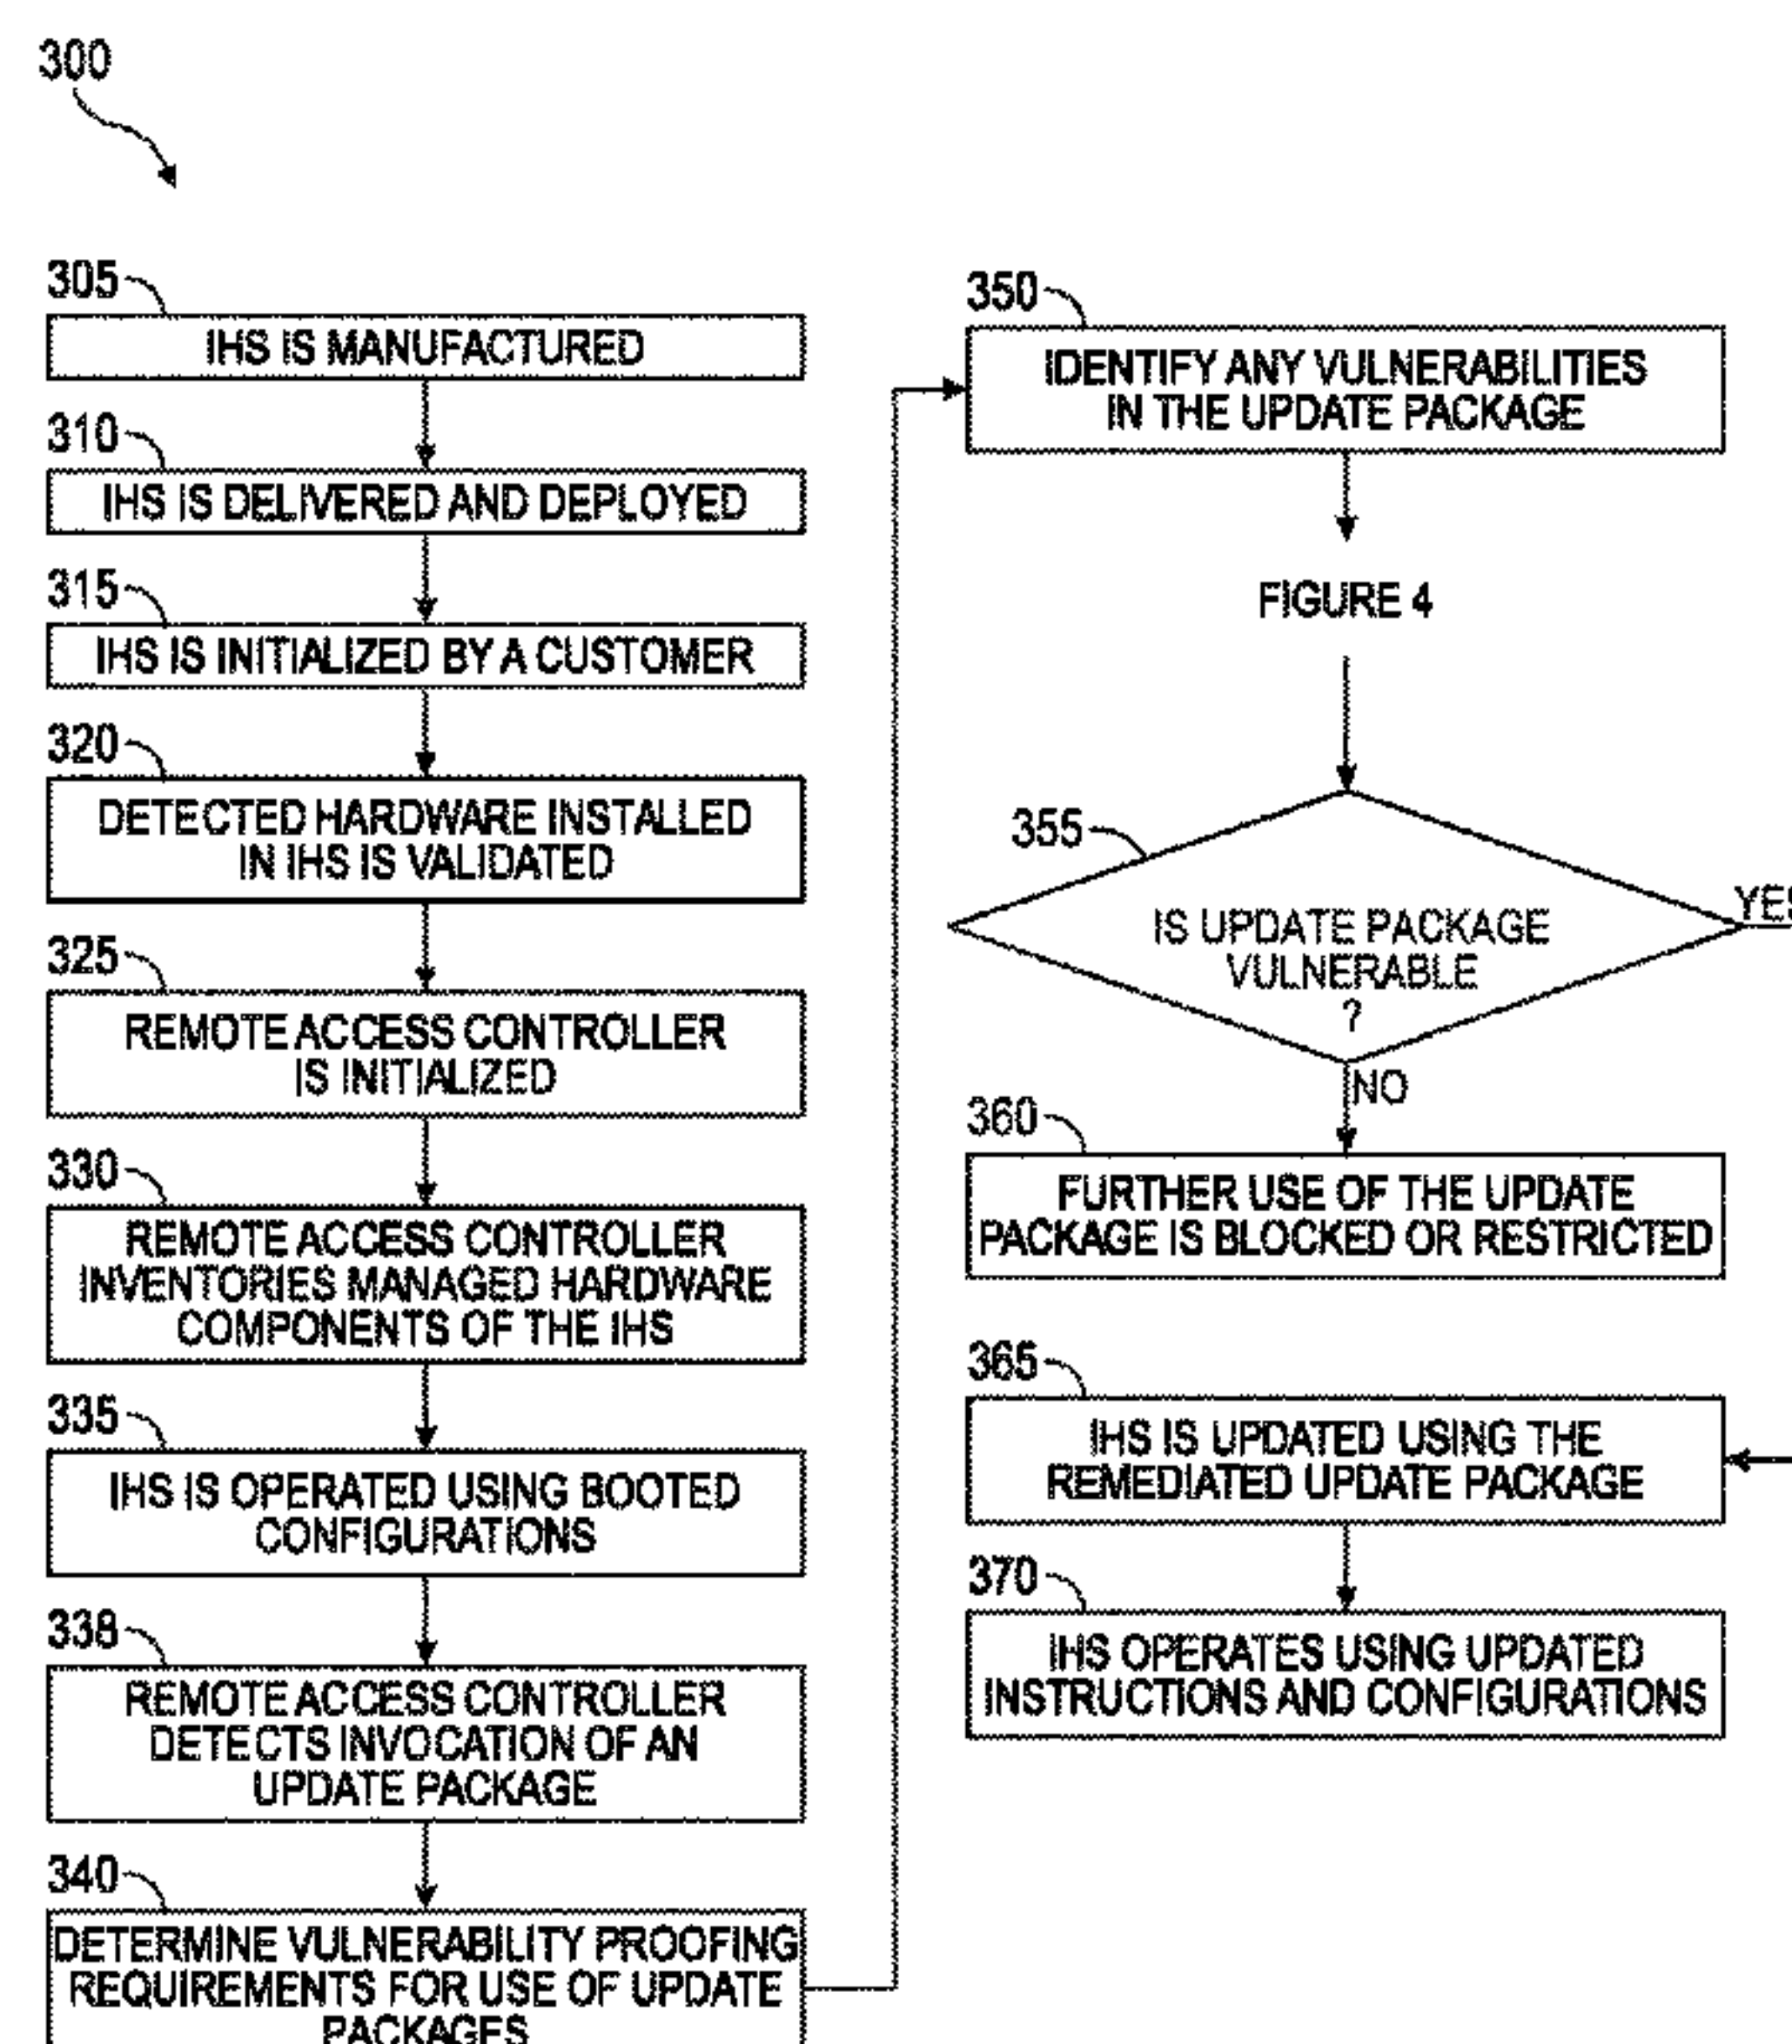 300
305
IHS IS MANUFACTURED
310
IHS IS DELIVERED AND DEPLOYED
315
IHS IS INITIALIZED BY A CUSTOMER
320
DETECTED HARDWARE INSTALLED
IN IHS IS VALIDATED
325
REMOTE ACCESS CONTROLLER
IS INITIALIZED
330
REMOTE ACCESS CONTROLLER
INVENTORIES MANAGED HARDWARE
COMPONENTS OF THE IHS
335
IHS IS OPERATED USING BOOTED
CONFIGURATIONS
338
REMOTE ACCESS CONTROLLER
DETECTS INVOCATION OF AN
UPDATE PACKAGE
340
DETERMINE VULNERABILITY PROOFING
REQUIREMENTS FOR USE OF UPDATE
PACKAGES
350
IDENTIFY ANY VULNERABILITIES
IN THE UPDATE PACKAGE
FIGURE 4
355
IS UPDATE PACKAGE
VULNERABLE
?
YES
NO
360
FURTHER USE OF THE UPDATE
PACKAGE IS BLOCKED OR RESTRICTED
365
IHS IS UPDATED USING THE
REMEDIATED UPDATE PACKAGE
370
IHS OPERATES USING UPDATED
INSTRUCTIONS AND CONFIGURATIONS